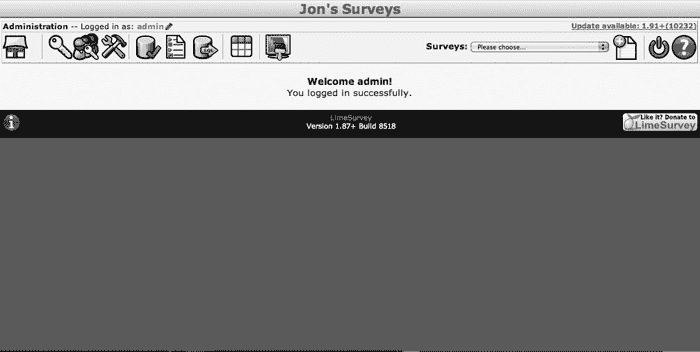 Jon's Surveys
Administration -- Logged in as: admin
Update available: 1.91+(10232)
SQL
Surveys: Please choose...
Welcome admin!
You logged in successfully.
LimeSurvey
Version 1.87+ Build 8518
Like it? Donate to
LimeSurvey